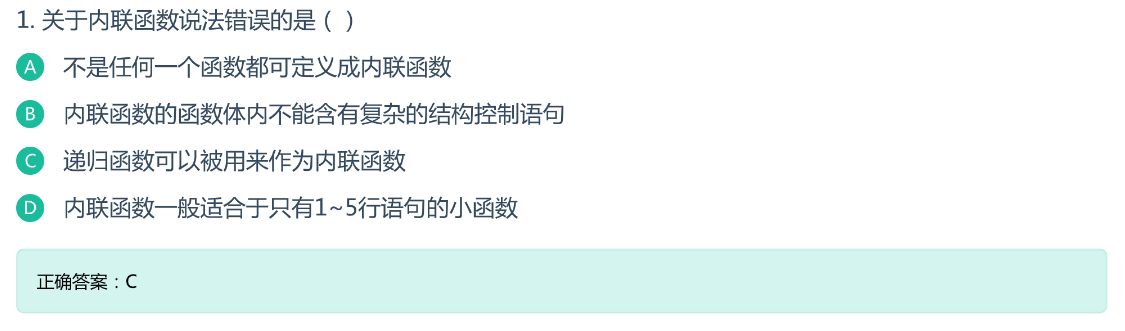 1. 关于内联函数说法错误的是 ( )
A 不是任何一个函数都可定义成内联函数
B 内联函数的函数体内不能含有复杂的结构控制语句
C 递归函数可以被用来作为内联函数
D 内联函数一般适合于只有1~5行语句的小函数
正确答案：C